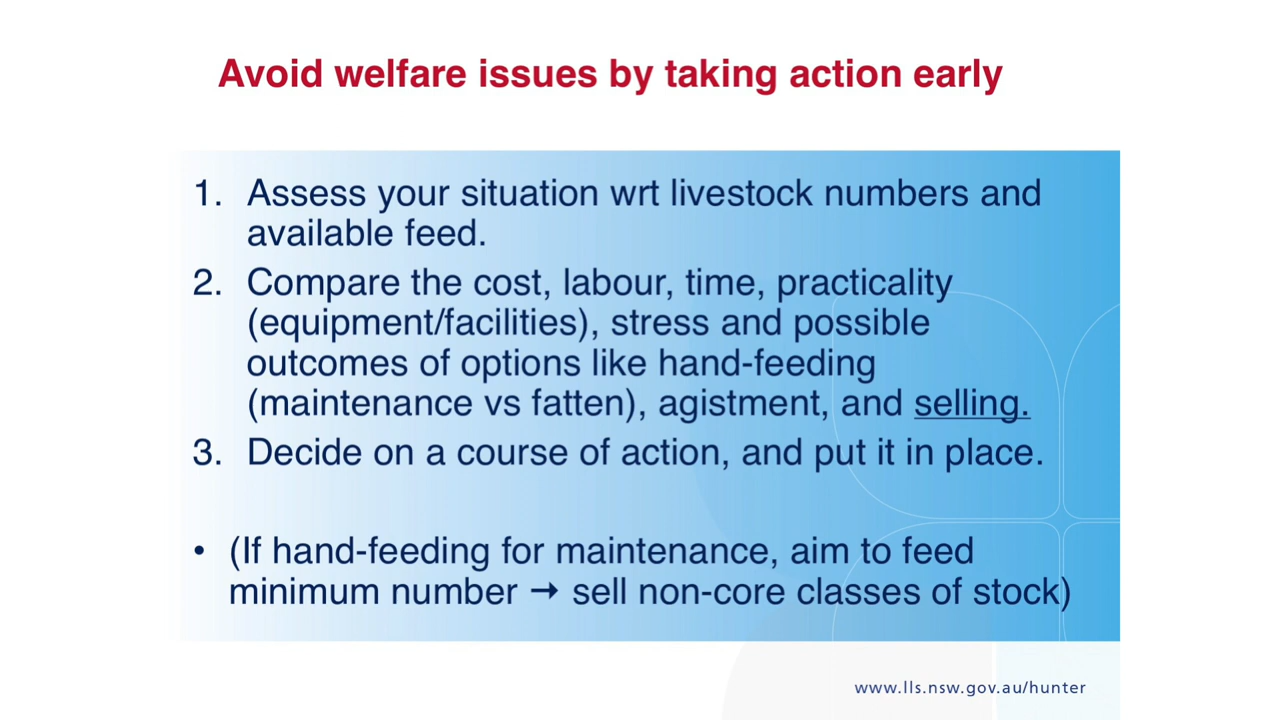 Avoid welfare issues by taking action early
1. Assess your situation wrt livestock numbers and
available feed.
2. Compare the cost, labour, time, practicality
(equipment/facilities), stress and possible
outcomes of options like hand-feeding
(maintenance vs fatten), agistment, and selling.
3. Decide on a course of action, and put it in place.
• (If hand-feeding for maintenance, aim to feed
minimum number → sell non-core classes of stock)
www.lls.nsw.gov.au/hunter